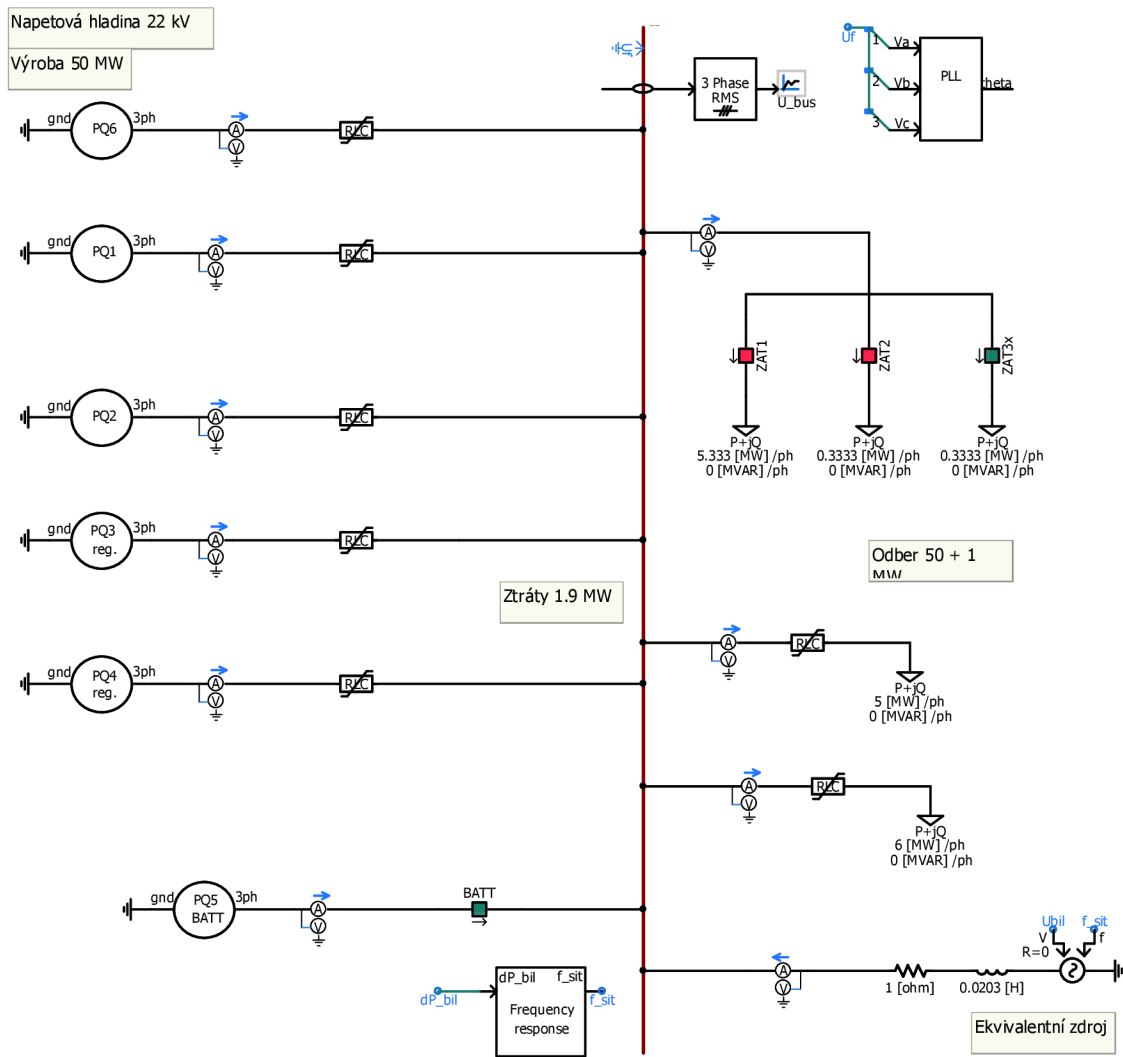 Napetová hladina 22 kV
Výroba 50 MW
gnd
PQ6
3ph
A
V
RLC
Uf
3 Phase
RMS
U_bus
Uf
1
Va
2
Vb
3
Vc
PLL
heta
gnd
PQ1
3ph
A
V
RLC
A
V
ZAT1
ZAT2
ZAT3x
P+jQ
5.333 [MW] /ph
0 [MVAR] /ph
P+jQ
0.3333 [MW] /ph
0 [MVAR] /ph
P+jQ
0.3333 [MW] /ph
0 [MVAR] /ph
gnd
PQ2
3ph
A
V
RLC
gnd
PQ3
reg.
3ph
A
V
RLC
Odber 50 + 1
MW
Ztráty 1.9 MW
gnd
PQ4
reg.
3ph
A
V
RLC
A
V
RLC
P+jQ
5 [MW] /ph
0 [MVAR] /ph
A
V
RLC
P+jQ
6 [MW] /ph
0 [MVAR] /ph
gnd
PQ5
BATT
3ph
A
V
BATT
dP_bil
dP_bil
f_sit
Frequency
response
f_sit
A
V
1 [ohm]
0.0203 [H]
Ubil
f_sit
V
f
R=0
Ekvivalentní zdroj